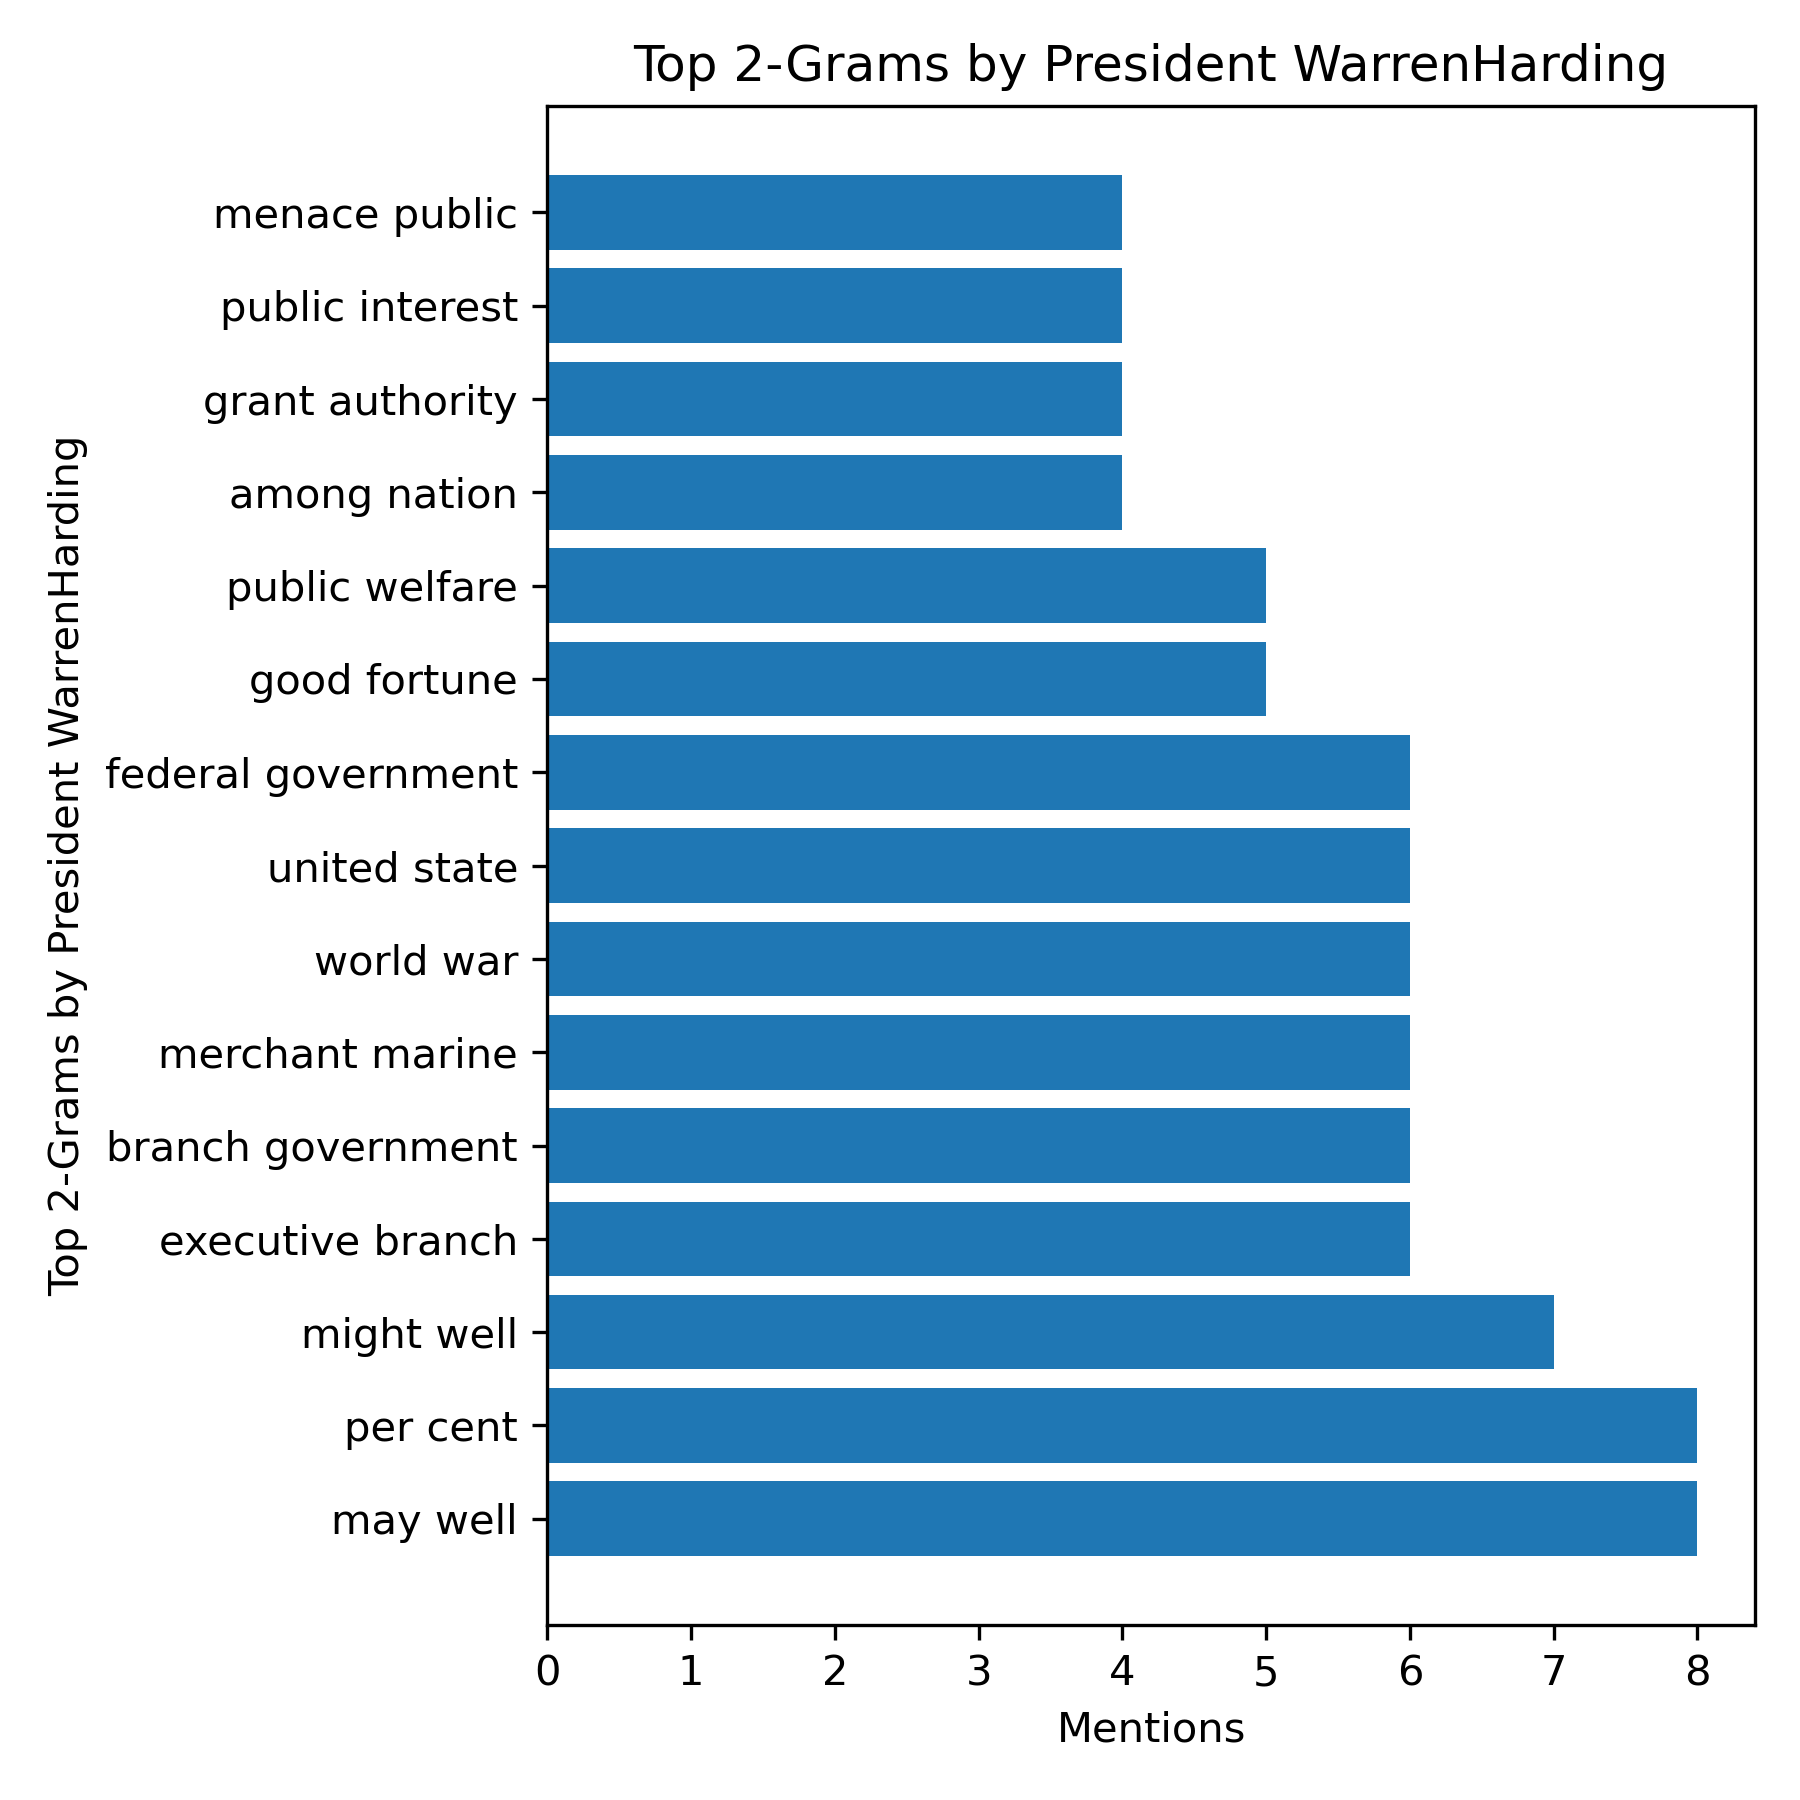 Top 2-Grams by President WarrenHarding
Top 2-Grams by President WarrenHarding
menace public
public interest
grant authority
among nation
public welfare
good fortune
federal government
united state
world war
merchant marine
branch government
executive branch
might well
per cent
may well
0 1 2 3 4 5 6 7 8
Mentions